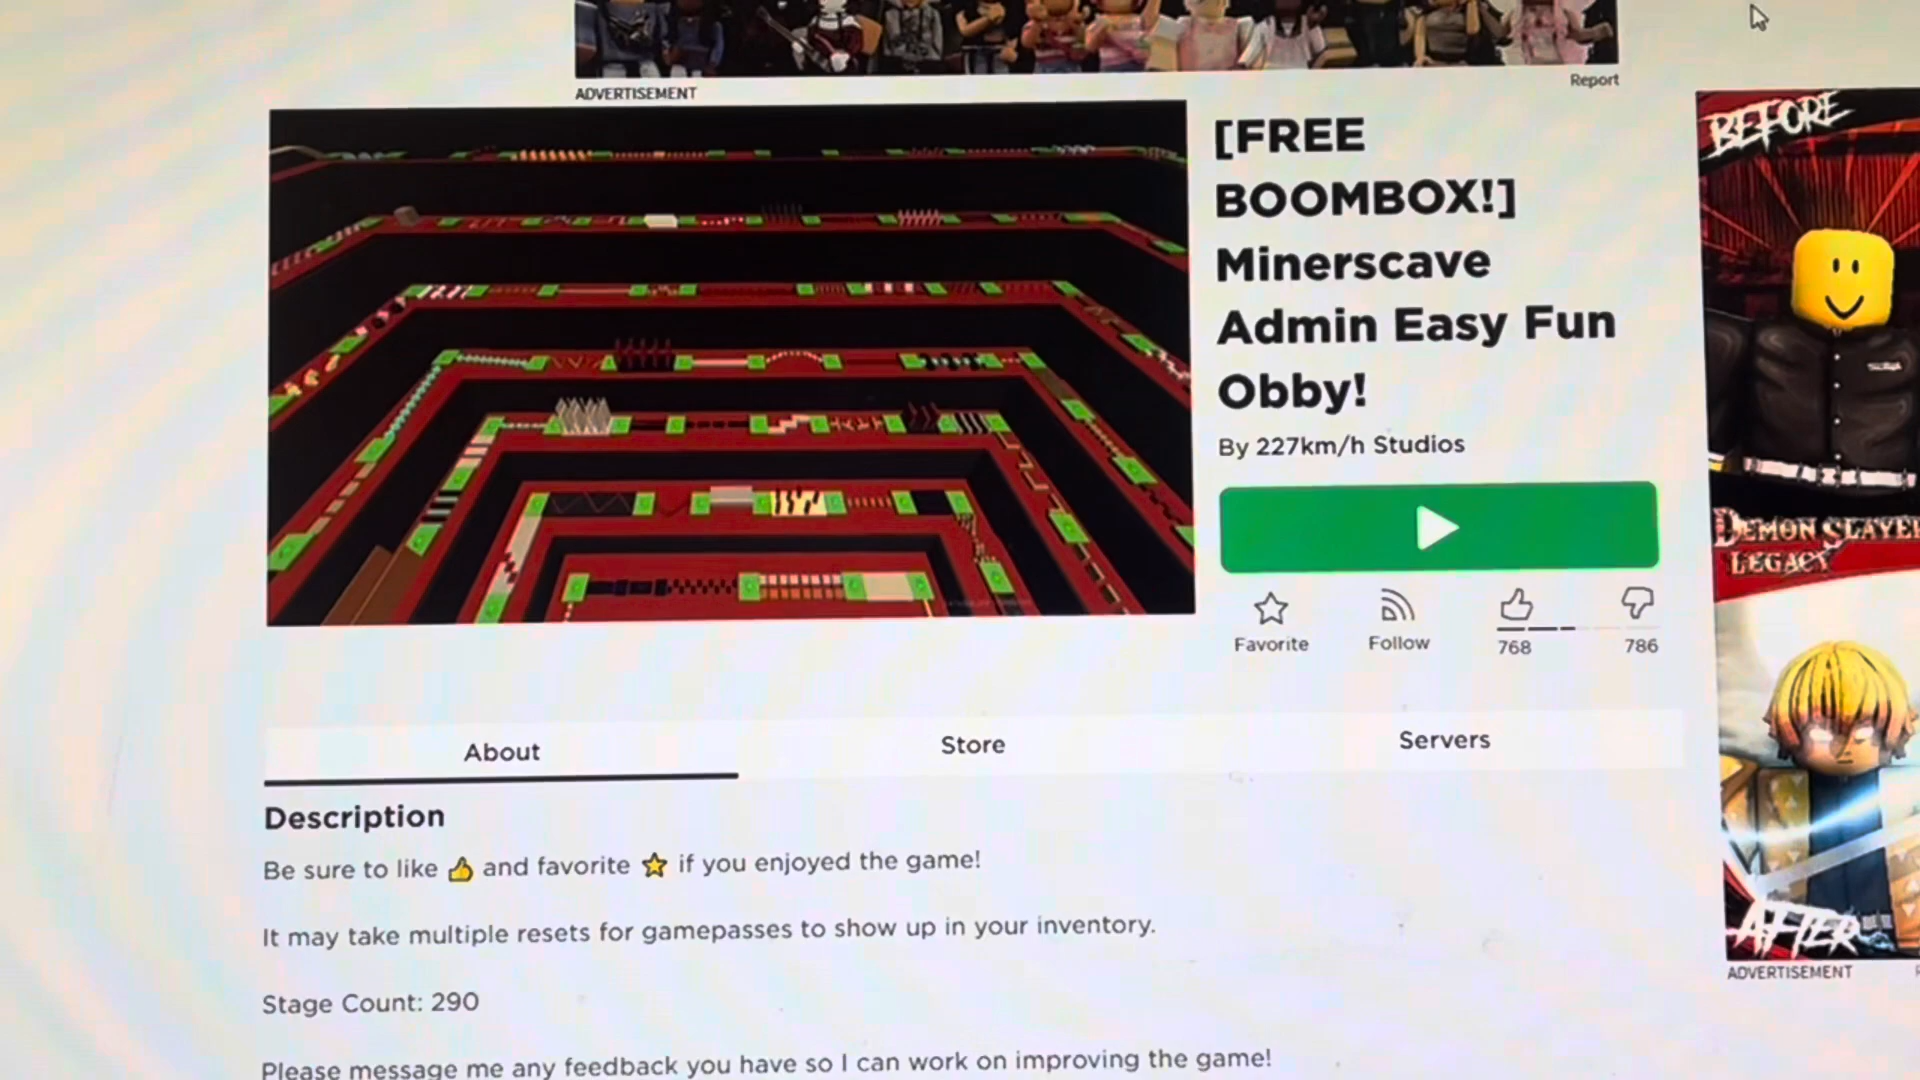 ADVERTISEMENT
Report
[FREE
BOOMBOX!]
Minerscave
Admin Easy Fun
Obby!
By 227km/h Studios
Favorite
Follow
768
786
About
Store
Servers
Description
Be sure to like 👍 and favorite ⭐ if you enjoyed the game!
It may take multiple resets for gamepasses to show up in your inventory.
Stage Count: 290
Please message me any feedback you have so I can work on improving the game!
BEFORE
DEMON SLAYER
LEGACY
AFTER
ADVERTISEMENT